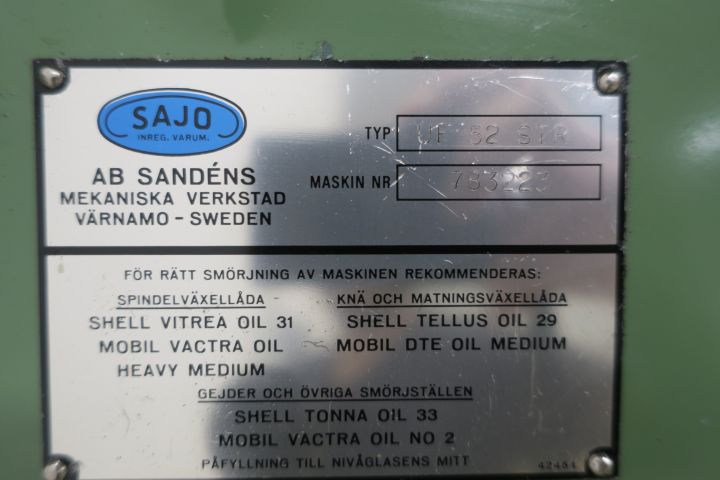 SAJO
INREG. VARUM.
AB SANDÉNS
MEKANISKA VERKSTAD
VÄRNAMO - SWEDEN
TYP UF 52 STR
MASKIN NR 783223
FÖR RÄTT SMÖRJNING AV MASKINEN REKOMMENDERAS:
SPINDELVÄXELLÅDA
SHELL VITREA OIL 31
MOBIL VACTRA OIL
HEAVY MEDIUM
KNÄ OCH MATNINGSVÄXELLÅDA
SHELL TELLUS OIL 29
MOBIL DTE OIL MEDIUM
GEJDER OCH ÖVRIGA SMÖRJSTÄLLEN
SHELL TONNA OIL 33
MOBIL VACTRA OIL NO 2
PÅFYLLNING TILL NIVÅGLASENS MITT
42484